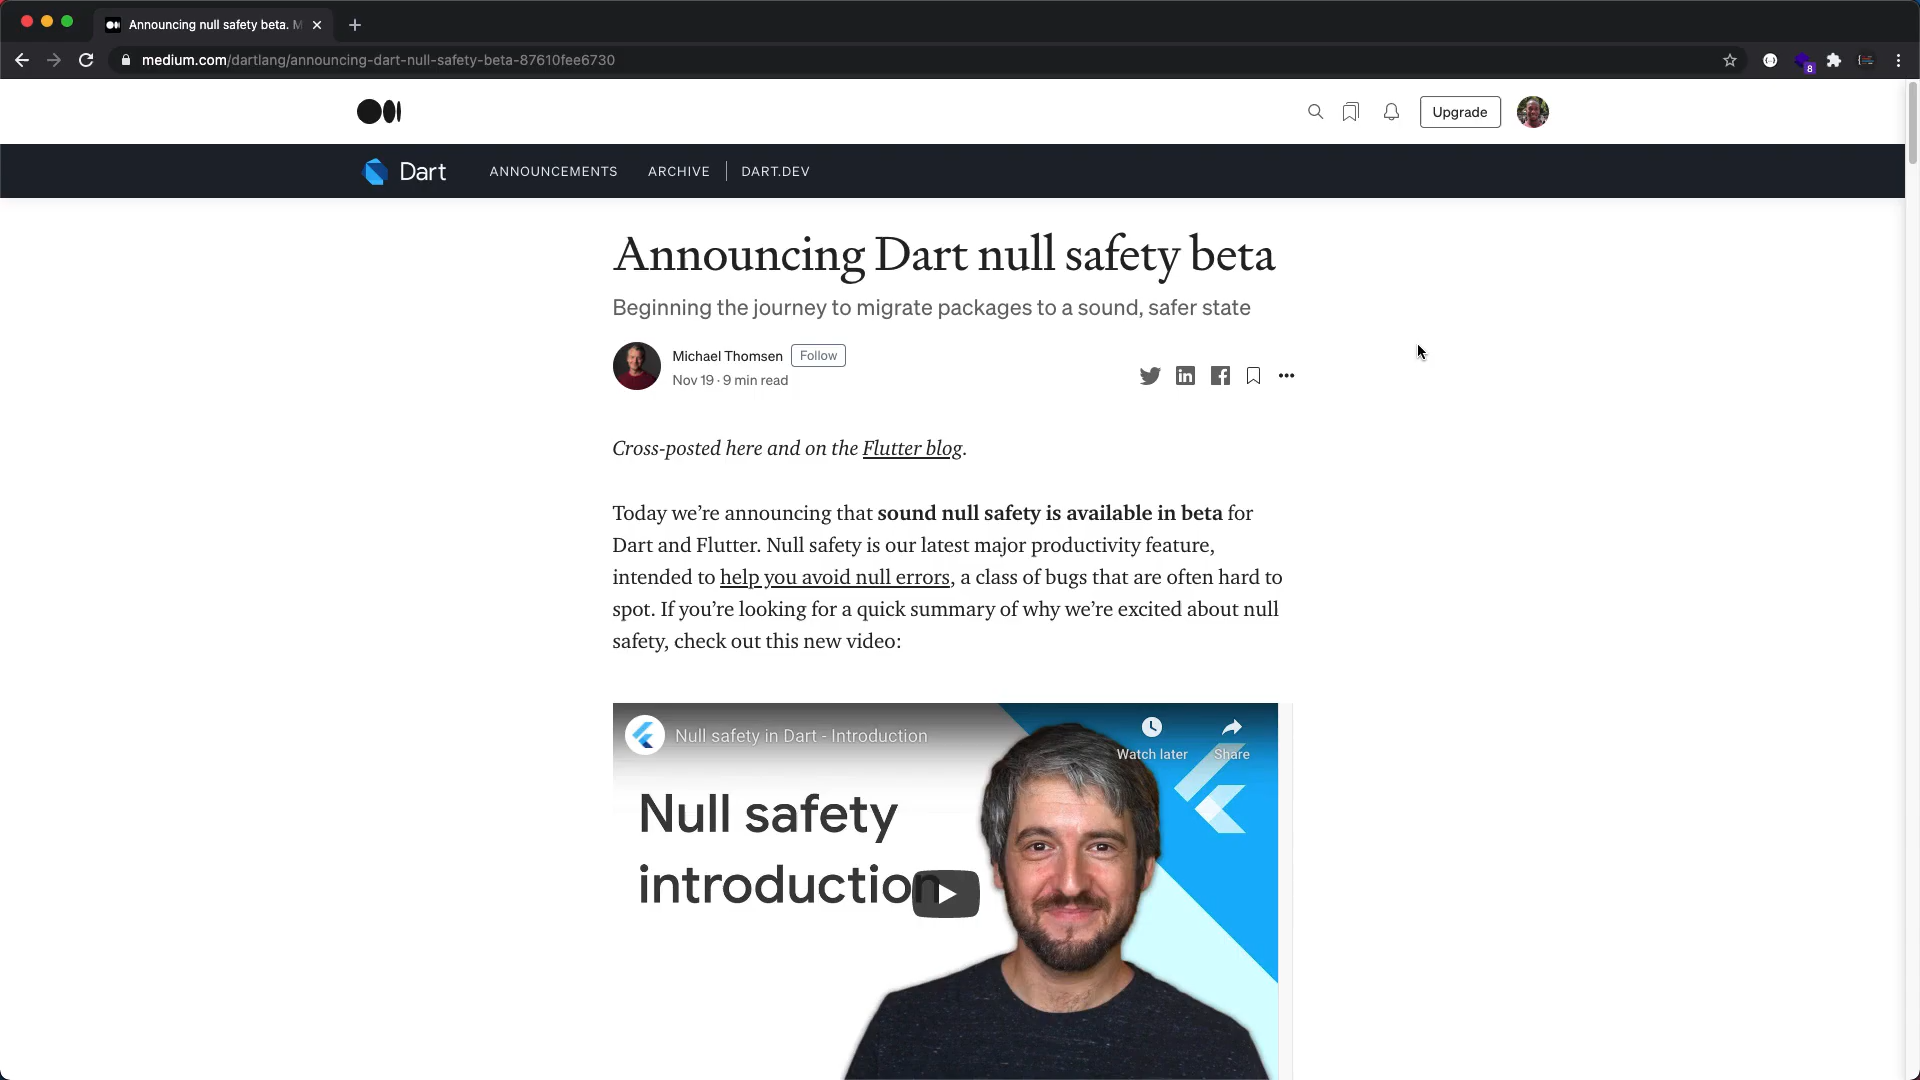 Announcing null safety beta. M
medium.com/dartlang/announcing-dart-null-safety-beta-87610fee6730
8
Upgrade
Dart
ANNOUNCEMENTS
ARCHIVE
DART.DEV
Announcing Dart null safety beta
Beginning the journey to migrate packages to a sound, safer state
Michael Thomsen
Follow
Nov 19 · 9 min read
Cross-posted here and on the Flutter blog.
Today we’re announcing that sound null safety is available in beta for
Dart and Flutter. Null safety is our latest major productivity feature,
intended to help you avoid null errors, a class of bugs that are often hard to
spot. If you’re looking for a quick summary of why we’re excited about null
safety, check out this new video:
Null safety in Dart - Introduction
Watch later
Share
Null safety
introduction